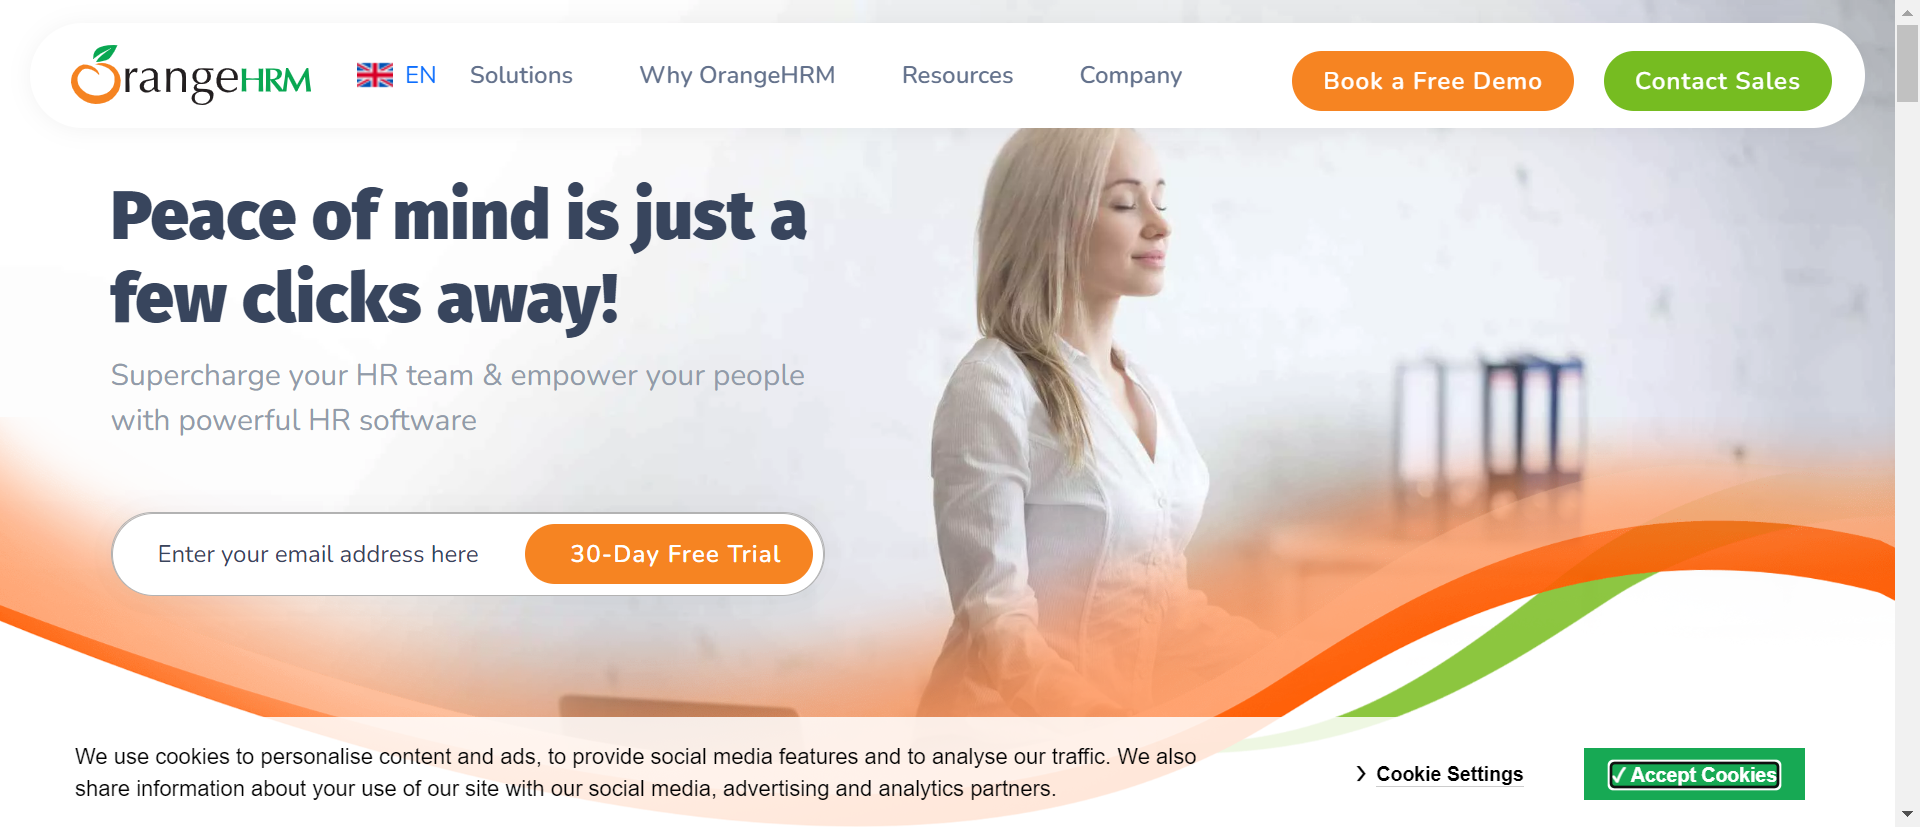 OrangeHRM
EN
Solutions
Why OrangeHRM
Resources
Company
Book a Free Demo
Contact Sales
Peace of mind is just a
few clicks away!
Supercharge your HR team & empower your people
with powerful HR software
Enter your email address here
30-Day Free Trial
We use cookies to personalise content and ads, to provide social media features and to analyse our traffic. We also
share information about your use of our site with our social media, advertising and analytics partners.
Cookie Settings
✓ Accept Cookies